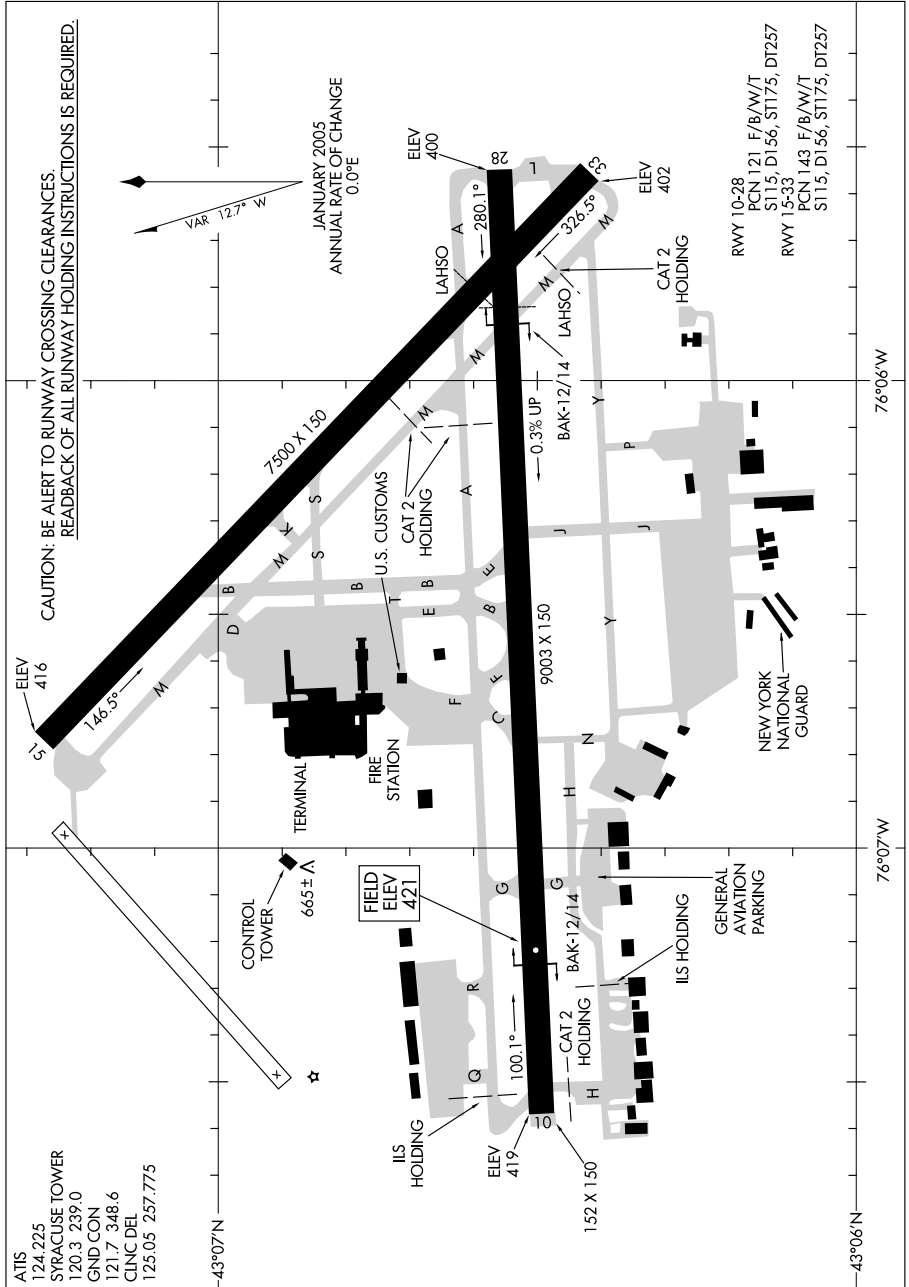 CAUTION: BE ALERT TO RUNWAY CROSSING CLEARANCES.
READBACK OF ALL RUNWAY HOLDING INSTRUCTIONS IS REQUIRED.
ATIS
124.225
SYRACUSE TOWER
120.3 239.0
GND CON
121.7 348.6
CLNC DEL
125.05 257.775
VAR 12.7° W
JANUARY 2005
ANNUAL RATE OF CHANGE
0.0°E
ELEV
416
15
146.5°
M
D
B
M
K
S
S
7500 X 150
TERMINAL
FIRE
STATION
U.S. CUSTOMS
CAT 2
HOLDING
T
B
B
E
E
B
F
F
C
A
M
M
A
LAHSO
ELEV
400
28
280.1°
L
33
326.5°
ELEV
402
M
M
LAHSO
CAT 2
HOLDING
BAK-12/14
0.3% UP
9003 X 150
x
x
CONTROL
TOWER
665±
FIELD
ELEV
421
G
G
R
Q
100.1°
ILS
HOLDING
ELEV
419
10
152 X 150
CAT 2
HOLDING
BAK-12/14
H
H
N
J
J
Y
Y
P
ILS HOLDING
GENERAL
AVIATION
PARKING
NEW YORK
NATIONAL
GUARD
RWY 10-28
PCN 121 F/B/W/T
S115, D156, ST175, DT257
RWY 15-33
PCN 143 F/B/W/T
S115, D156, ST175, DT257
43°07'N
43°06'N
76°07'W
76°06'W